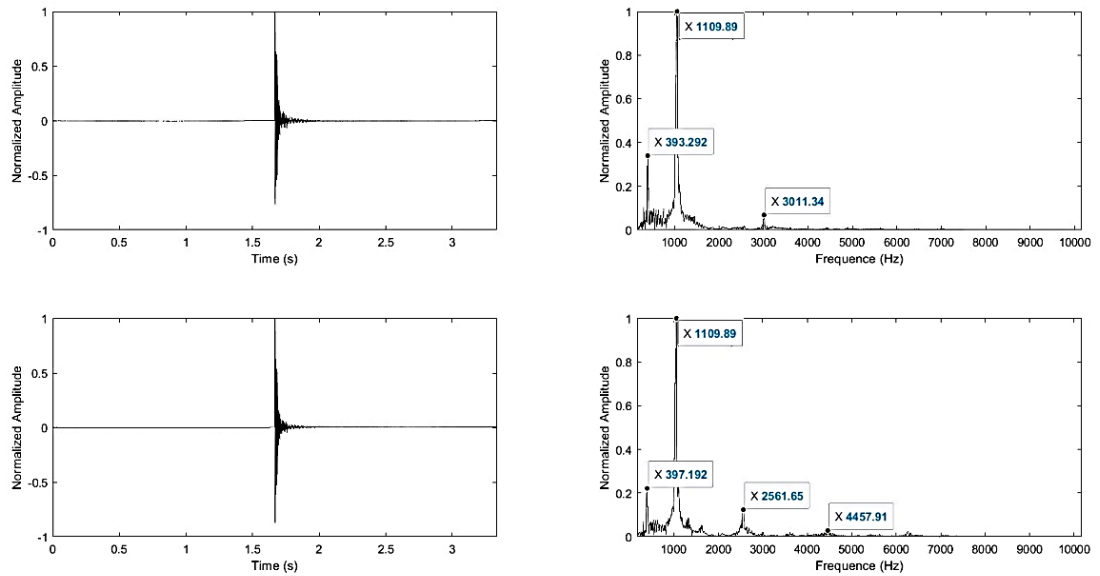 1
0.5
0
-0.5
-1
Normalized Amplitude
0 0.5 1 1.5 2 2.5 3
Time (s)
1
0.8
0.6
0.4
0.2
0
Normalized Amplitude
X 1109.89
X 393.292
X 3011.34
1000 2000 3000 4000 5000 6000 7000 8000 9000 10000
Frequence (Hz)
1
0.5
0
-0.5
-1
Normalized Amplitude
0 0.5 1 1.5 2 2.5 3
Time (s)
1
0.8
0.6
0.4
0.2
0
Normalized Amplitude
X 1109.89
X 397.192
X 2561.65
X 4457.91
1000 2000 3000 4000 5000 6000 7000 8000 9000 10000
Frequence (Hz)